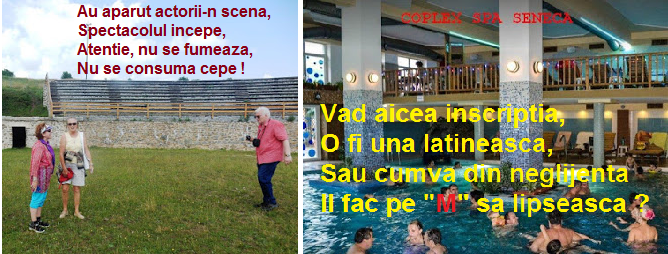 Au aparut actorii-n scena,
Spectacolul incepe,
Atentie, nu se fumeaza,
Nu se consuma cepe !
COPLEX SPA SENECA
Vad aicea inscriptia,
O fi una latineasca,
Sau cumva din neglijenta
Il fac pe "M" sa lipseasca ?